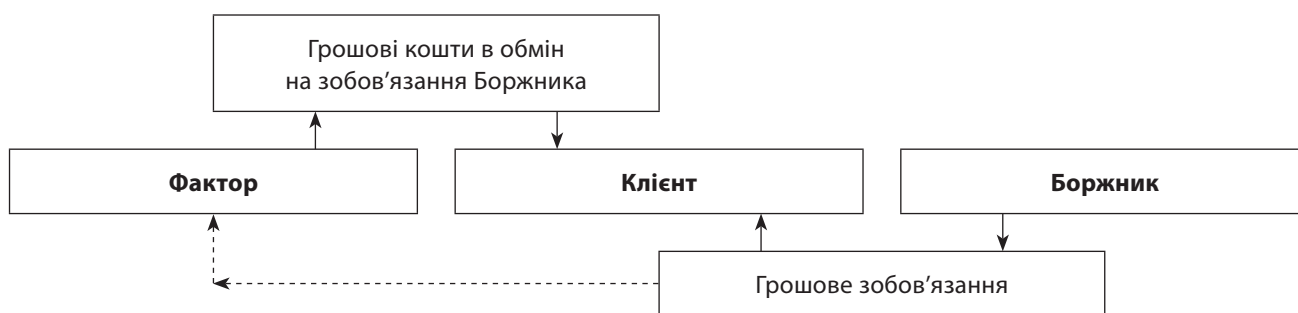 Грошові кошти в обмін
на зобов'язання Боржника
Фактор
Клієнт
Боржник
Грошове зобов'язання